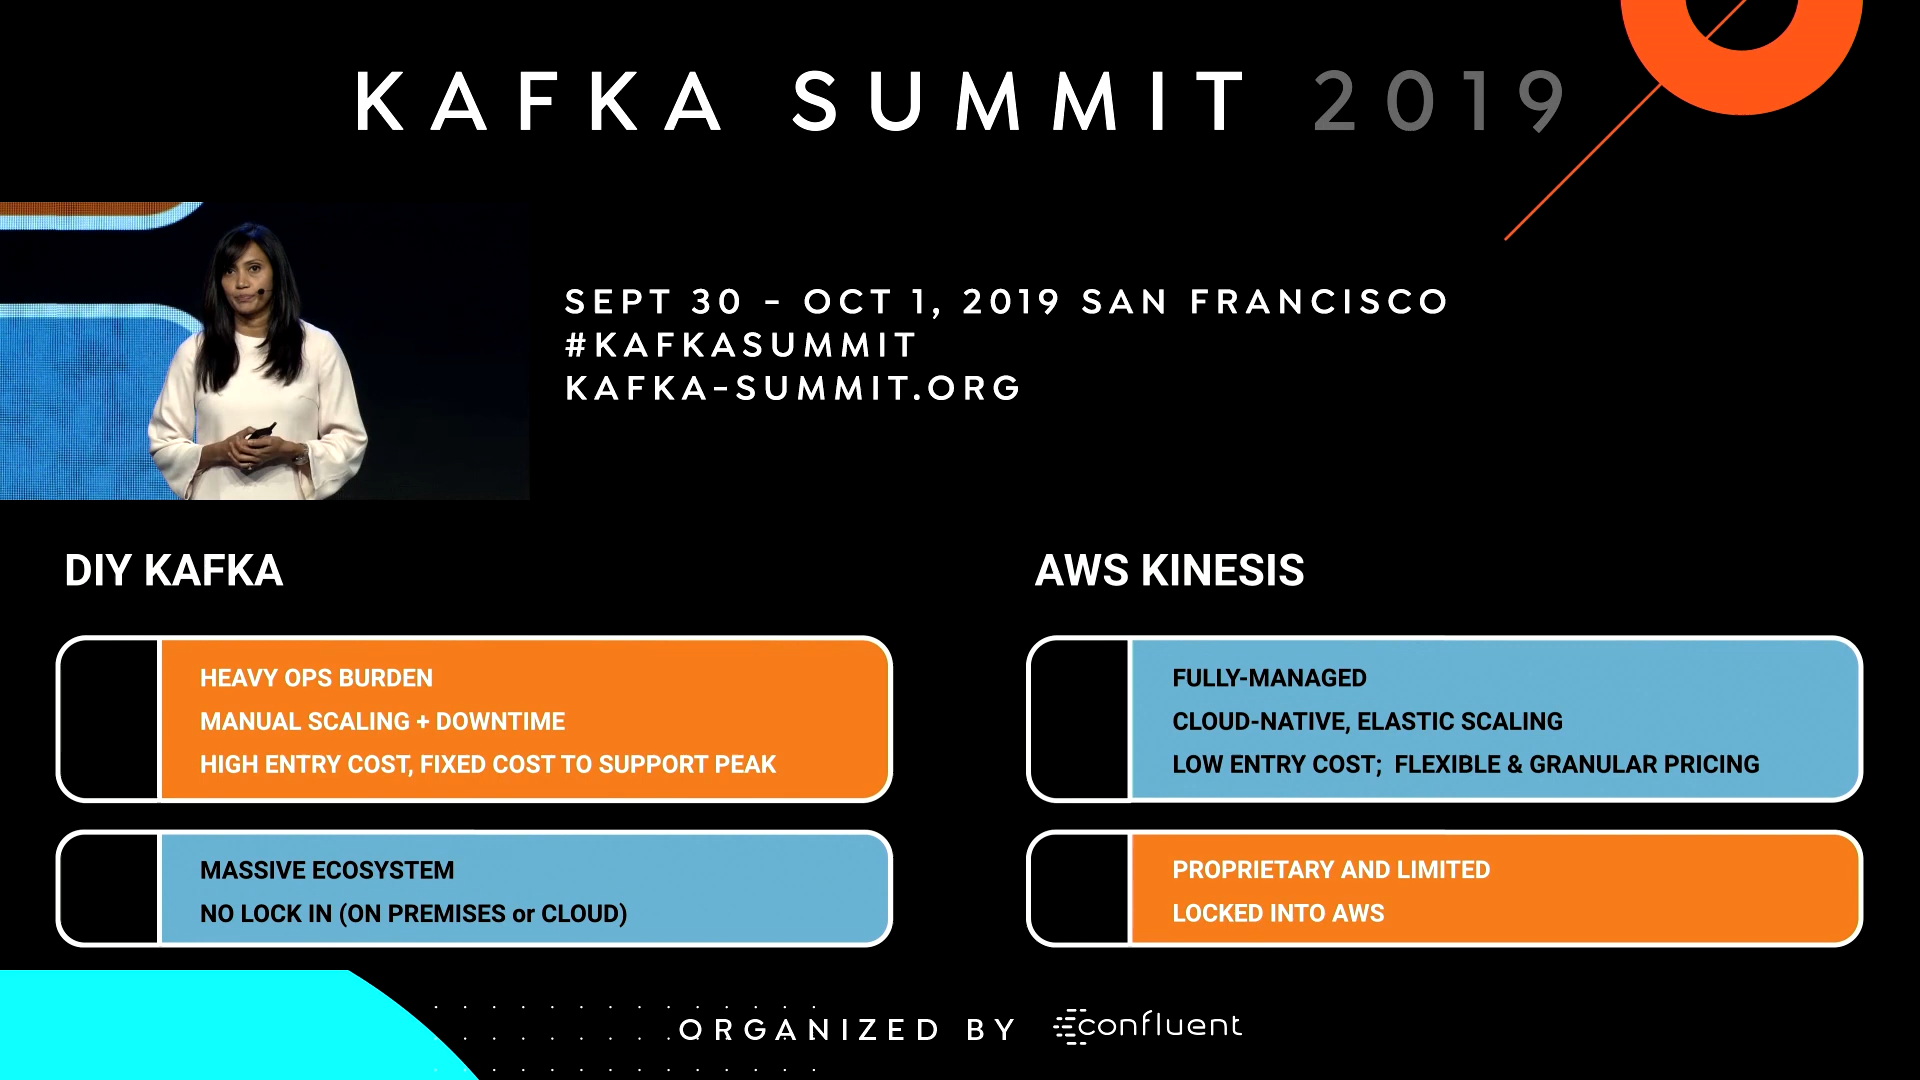 KAFKA SUMMIT 2019
SEPT 30 - OCT 1, 2019 SAN FRANCISCO
#KAFKASUMMIT
KAFKA-SUMMIT.ORG
DIY KAFKA
HEAVY OPS BURDEN
MANUAL SCALING + DOWNTIME
HIGH ENTRY COST, FIXED COST TO SUPPORT PEAK
MASSIVE ECOSYSTEM
NO LOCK IN (ON PREMISES or CLOUD)
AWS KINESIS
FULLY-MANAGED
CLOUD-NATIVE, ELASTIC SCALING
LOW ENTRY COST; FLEXIBLE & GRANULAR PRICING
PROPRIETARY AND LIMITED
LOCKED INTO AWS
ORGANIZED BY confluent